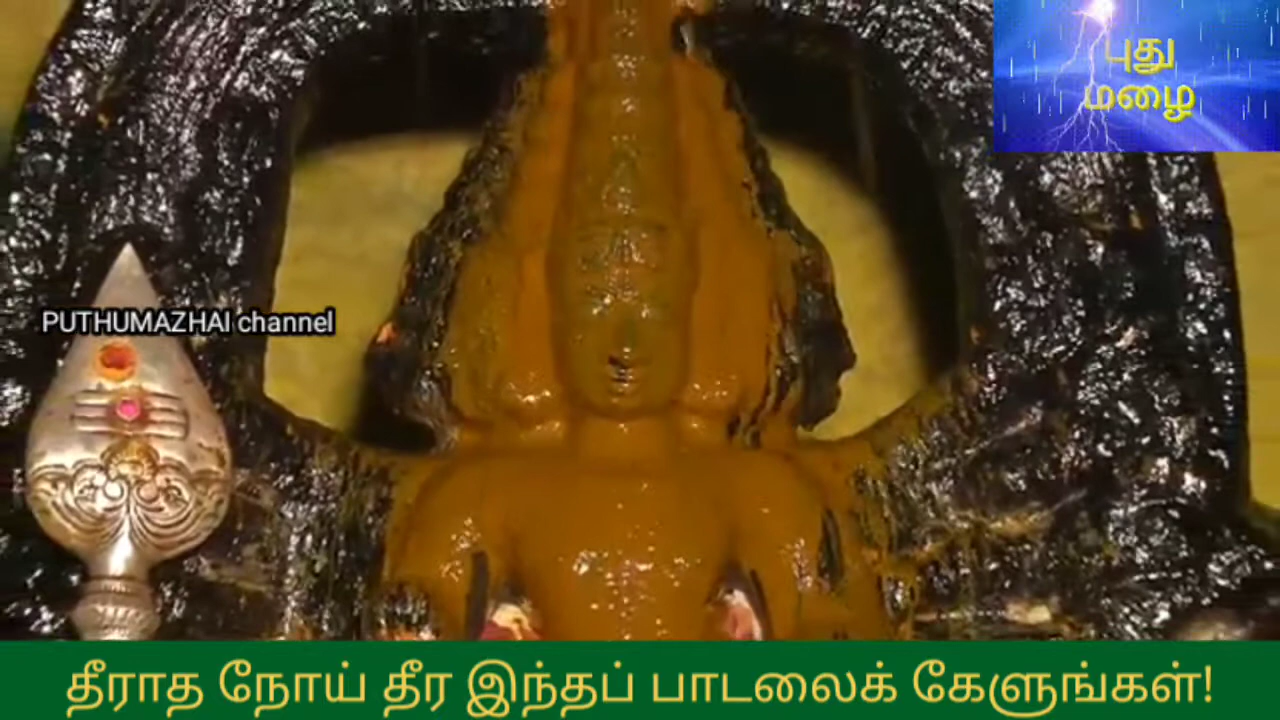 புது
மழை
PUTHUMAZHAI channel
தீராத நோய் தீர இந்தப் பாடலைக் கேளுங்கள்!